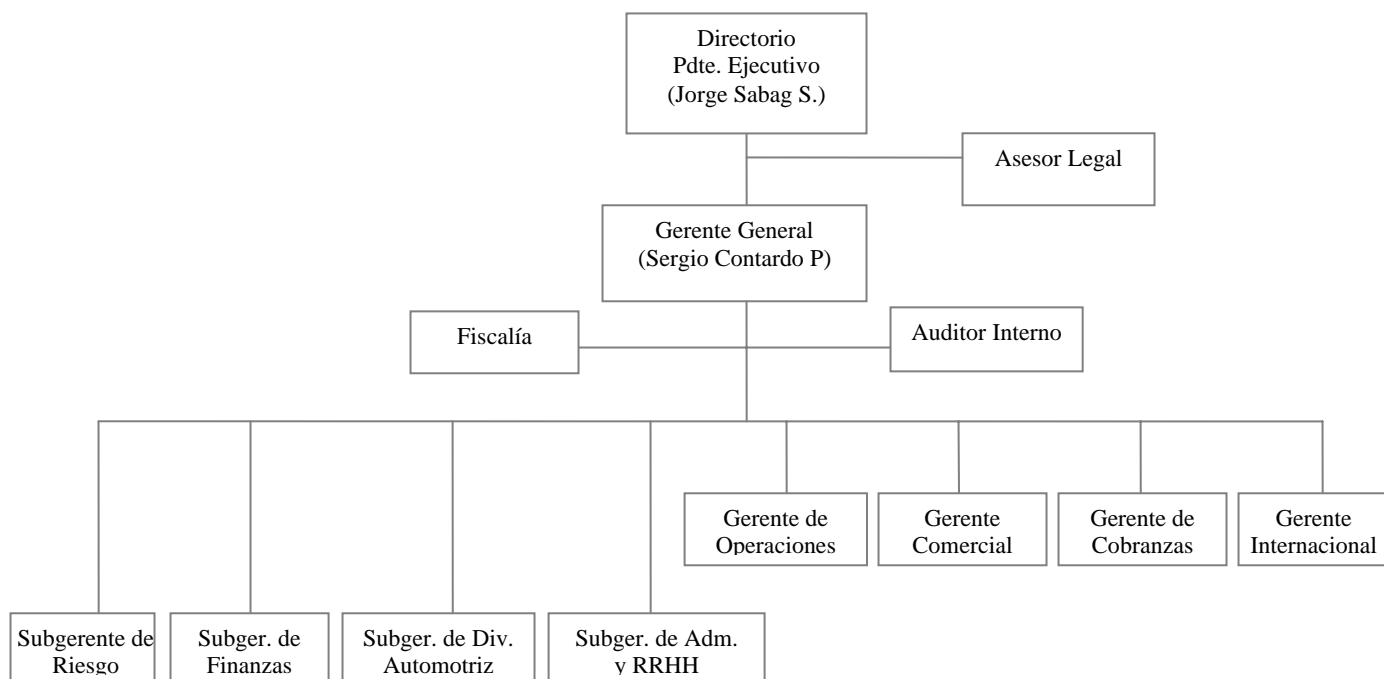 Directorio
Pdte. Ejecutivo
(Jorge Sabag S.)
Asesor Legal
Gerente General
(Sergio Contardo P)
Fiscalía
Auditor Interno
Gerente de
Operaciones
Gerente
Comercial
Gerente de
Cobranzas
Gerente
Internacional
Subgerente de
Riesgo
Subger. de
Finanzas
Subger. de Div.
Automotriz
Subger. de Adm.
y RRHH